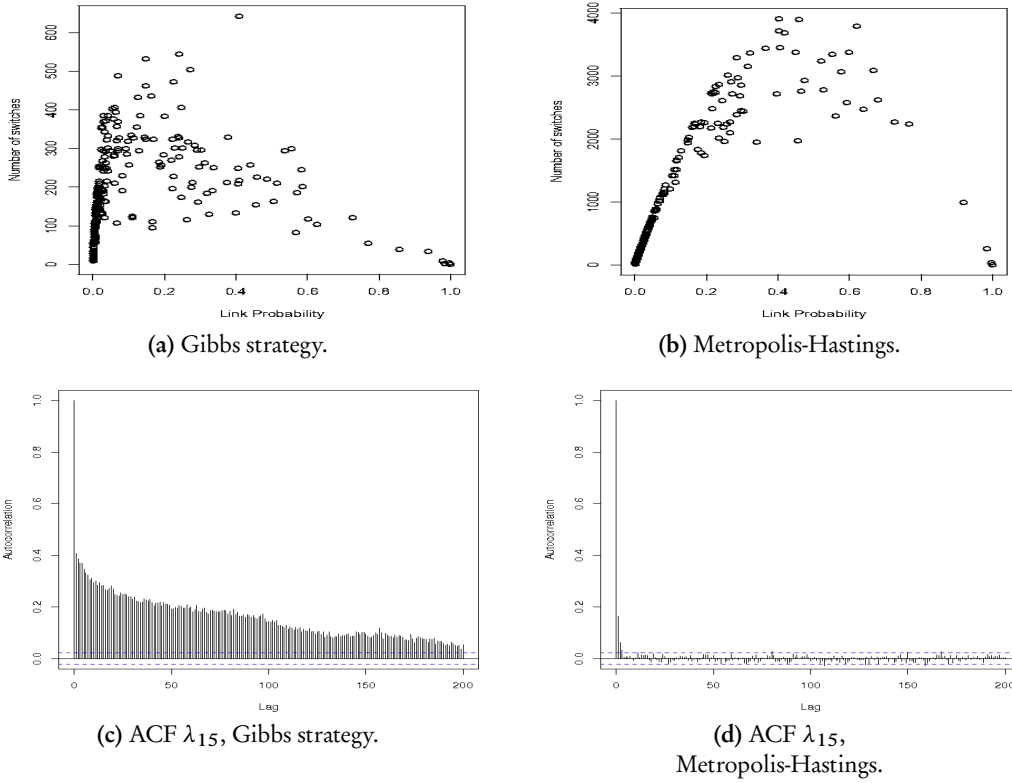 Number of switches
0 100 200 300 400 500 600
0.0 0.2 0.4 0.6 0.8 1.0
Link Probability
(a) Gibbs strategy.
Number of switches
0 1000 2000 3000 4000
0.0 0.2 0.4 0.6 0.8 1.0
Link Probability
(b) Metropolis-Hastings.
Autocorrelation
0.0 0.2 0.4 0.6 0.8 1.0
0 50 100 150 200
Lag
(c) ACF λ15, Gibbs strategy.
Autocorrelation
0.0 0.2 0.4 0.6 0.8 1.0
0 50 100 150 200
Lag
(d) ACF λ15,
Metropolis-Hastings.